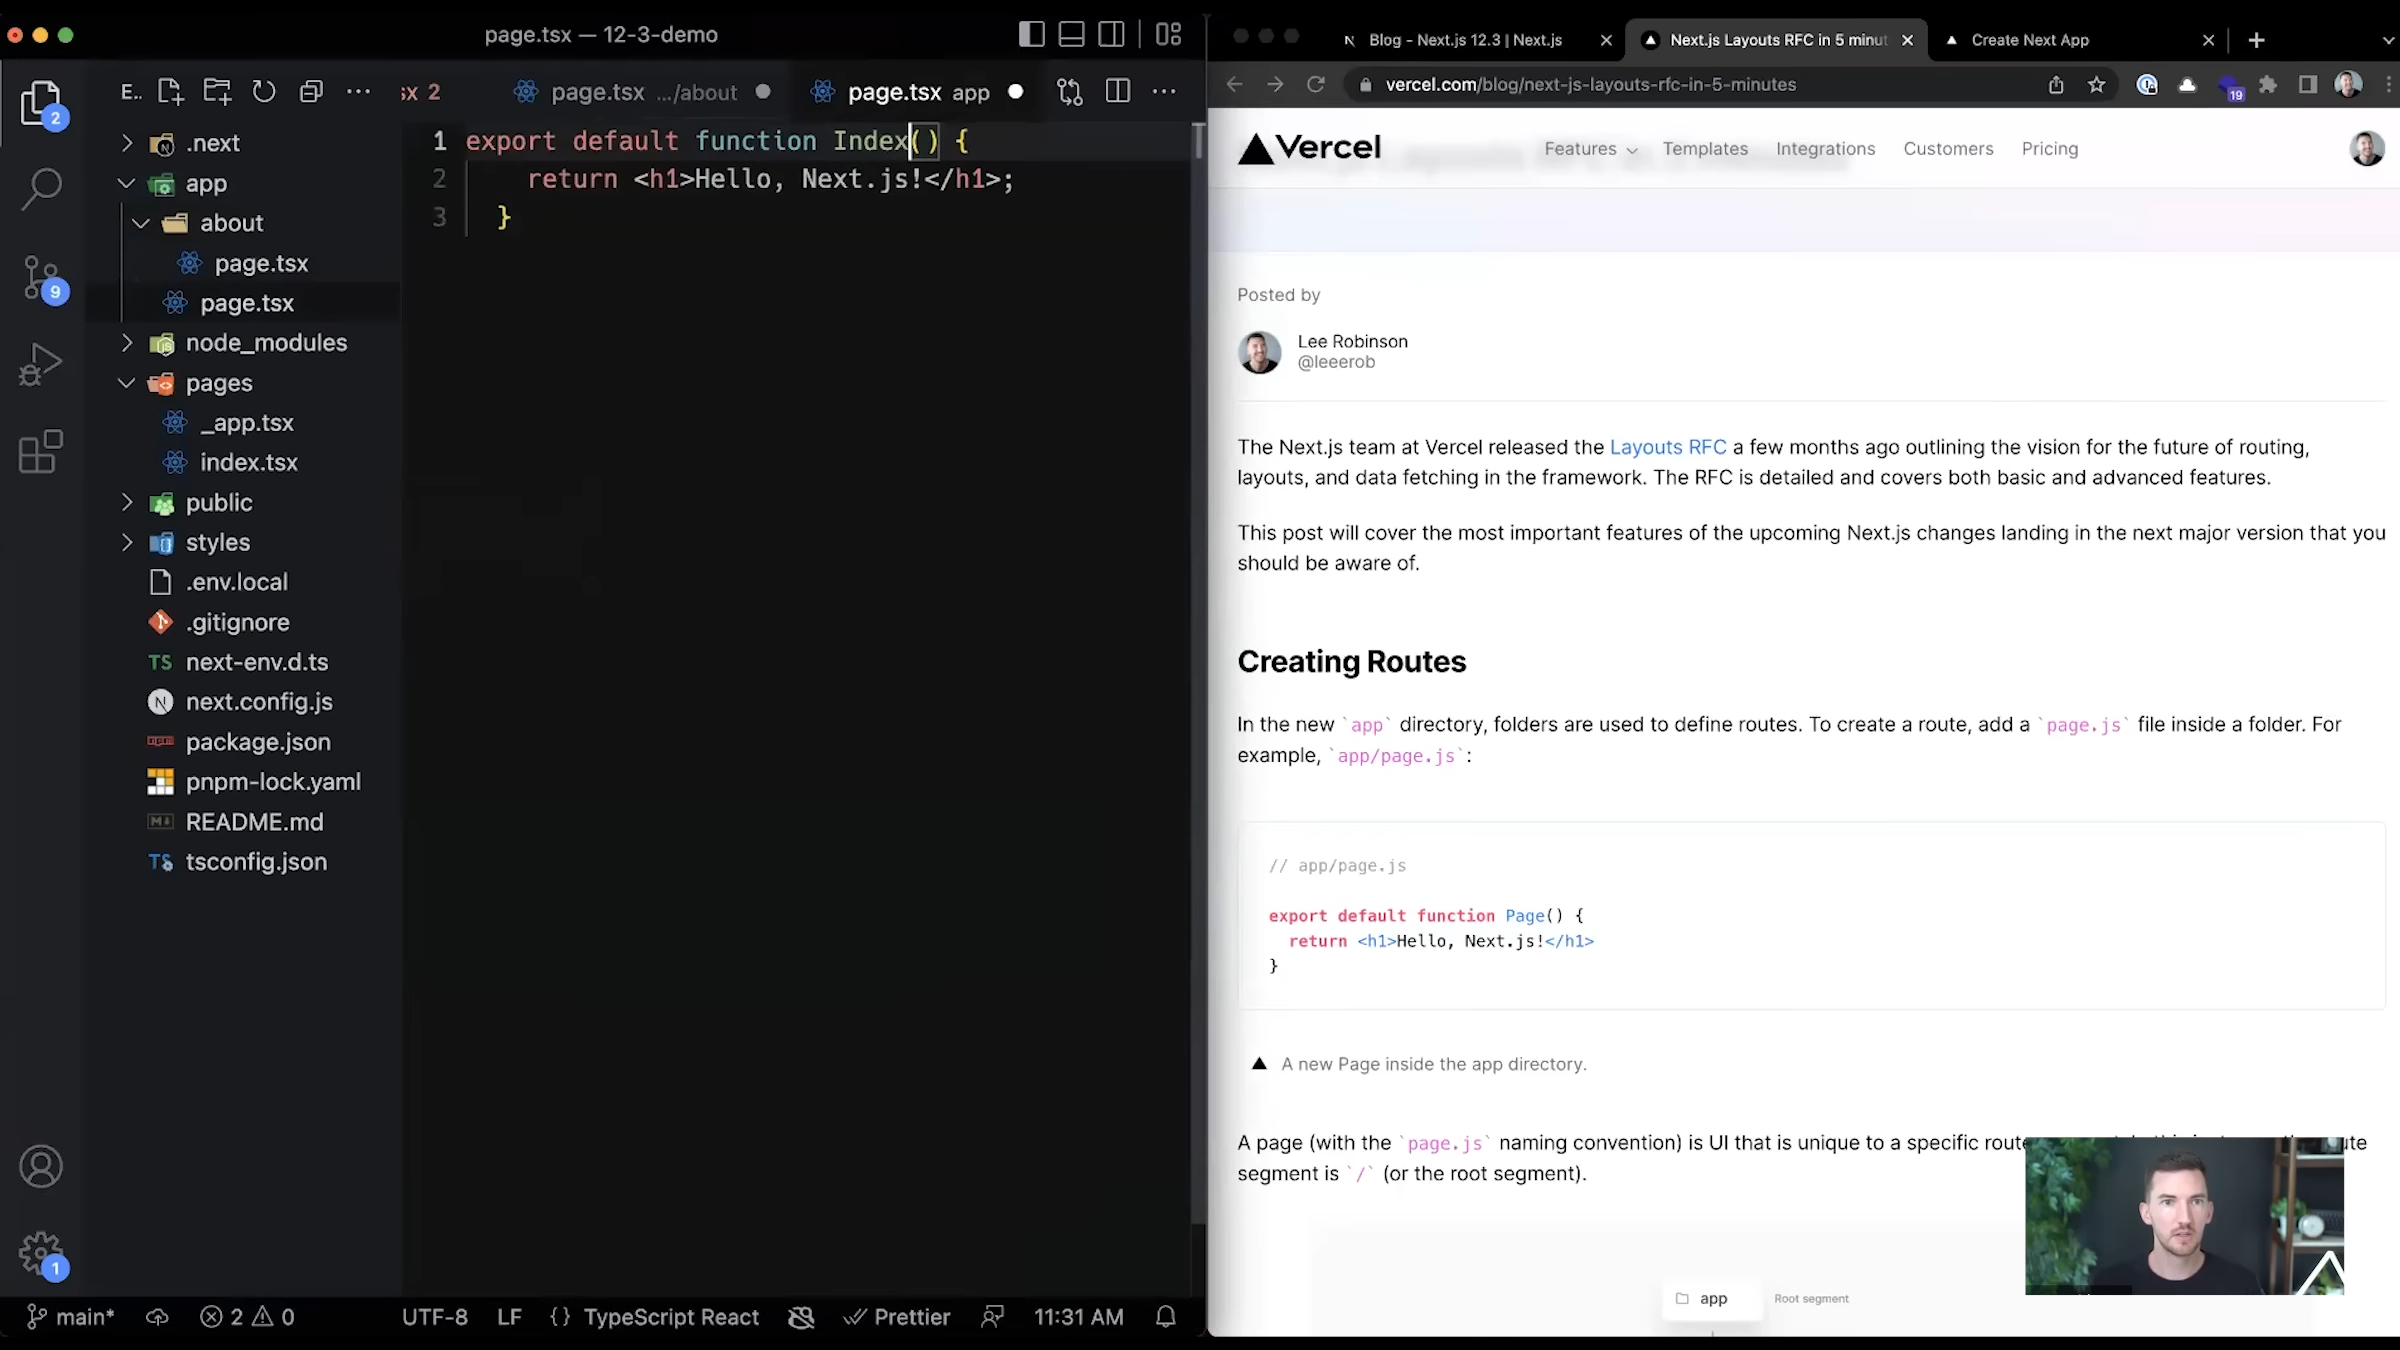 page.tsx — 12-3-demo
E..
sx 2
page.tsx .../about
page.tsx app
2
9
1
.next
app
about
page.tsx
page.tsx
node_modules
pages
_app.tsx
index.tsx
public
styles
.env.local
.gitignore
TS next-env.d.ts
N next.config.js
npm package.json
pnpm-lock.yaml
M↓ README.md
TS tsconfig.json
1 export default function Index() {
2 return <h1>Hello, Next.js!</h1>;
3 }
main* 2 0 UTF-8 LF {} TypeScript React Prettier 11:31 AM
N Blog - Next.js 12.3 | Next.js
Next.js Layouts RFC in 5 minut
Create Next App
vercel.com/blog/next-js-layouts-rfc-in-5-minutes
19
Vercel
Features Templates Integrations Customers Pricing
Posted by
Lee Robinson
@leeerob
The Next.js team at Vercel released the Layouts RFC a few months ago outlining the vision for the future of routing,
layouts, and data fetching in the framework. The RFC is detailed and covers both basic and advanced features.
This post will cover the most important features of the upcoming Next.js changes landing in the next major version that you
should be aware of.
Creating Routes
In the new `app` directory, folders are used to define routes. To create a route, add a `page.js` file inside a folder. For
example, `app/page.js`:
// app/page.js
export default function Page() {
return <h1>Hello, Next.js!</h1>
}
A new Page inside the app directory.
A page (with the `page.js` naming convention) is UI that is unique to a specific route
segment is `/` (or the root segment).
app Root segment